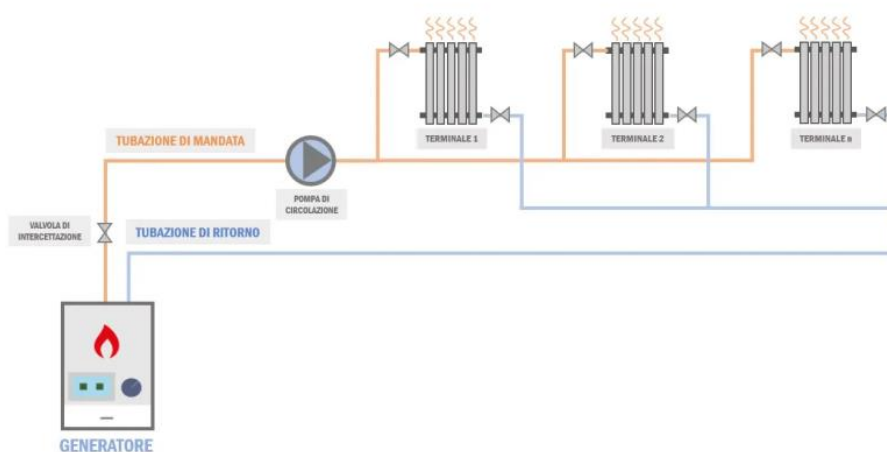 TERMINALE 1
TERMINALE 2
TERMINALE n
TUBAZIONE DI MANDATA
POMPA DI
CIRCOLAZIONE
VALVOLA DI
INTERCETTAZIONE
TUBAZIONE DI RITORNO
GENERATORE